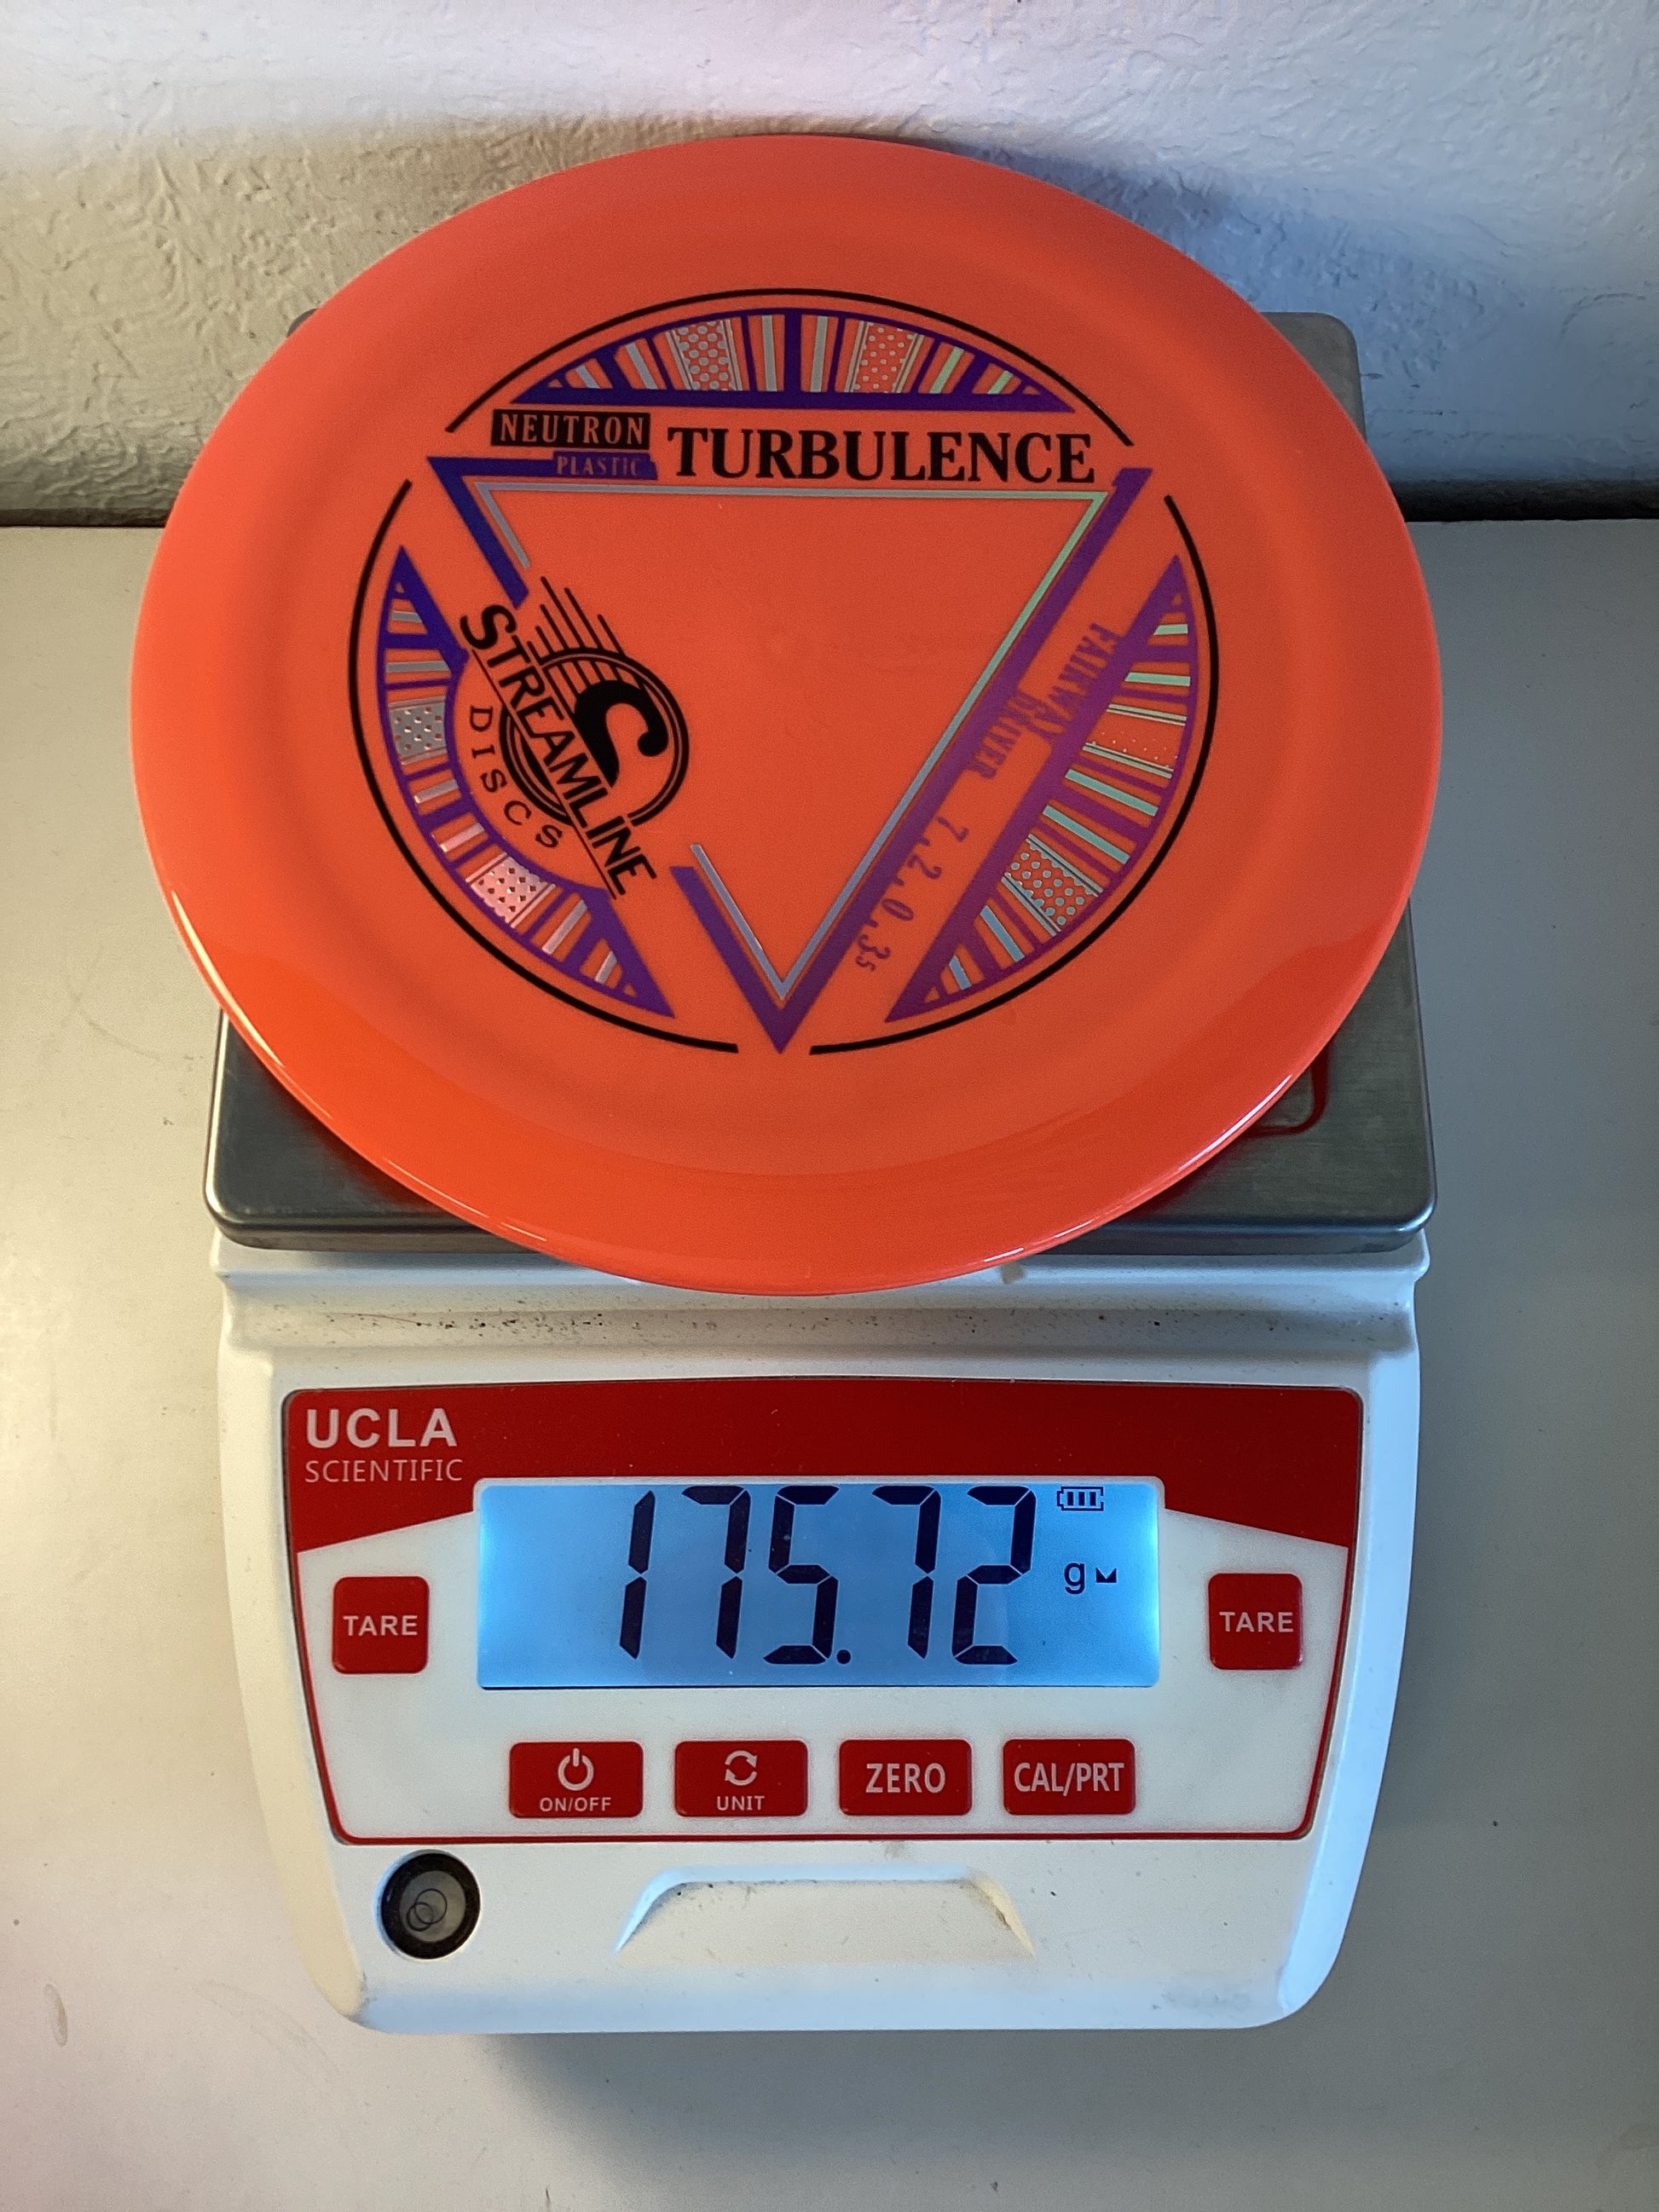 NEUTRON
PLASTIC
TURBULENCE
STREAMLINE
DISCS
FAIRWAY
DRIVER
7, 2, 0, 3.5
UCLA
SCIENTIFIC
175.72
g
TARE
TARE
ON/OFF
UNIT
ZERO
CAL/PRT